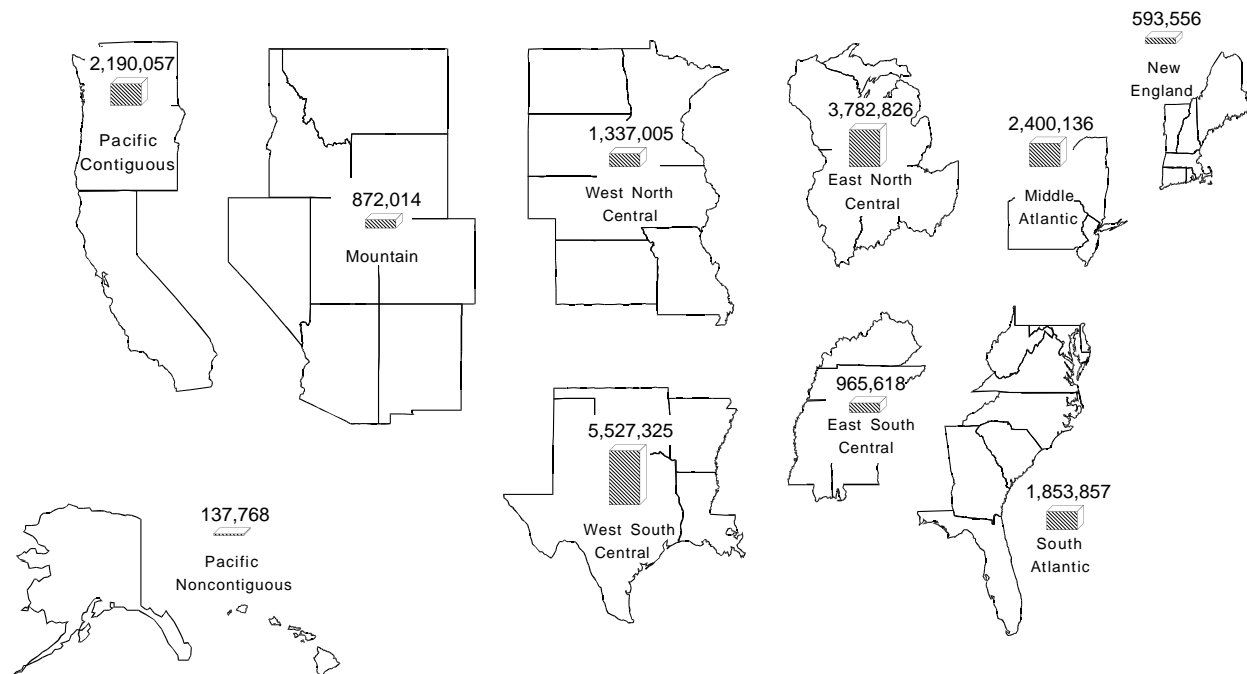 593,556
New
England
2,190,057
Pacific
Contiguous
3,782,826
East North
Central
2,400,136
Middle
Atlantic
1,337,005
West North
Central
872,014
Mountain
965,618
East South
Central
5,527,325
West South
Central
1,853,857
South
Atlantic
137,768
Pacific
Noncontiguous